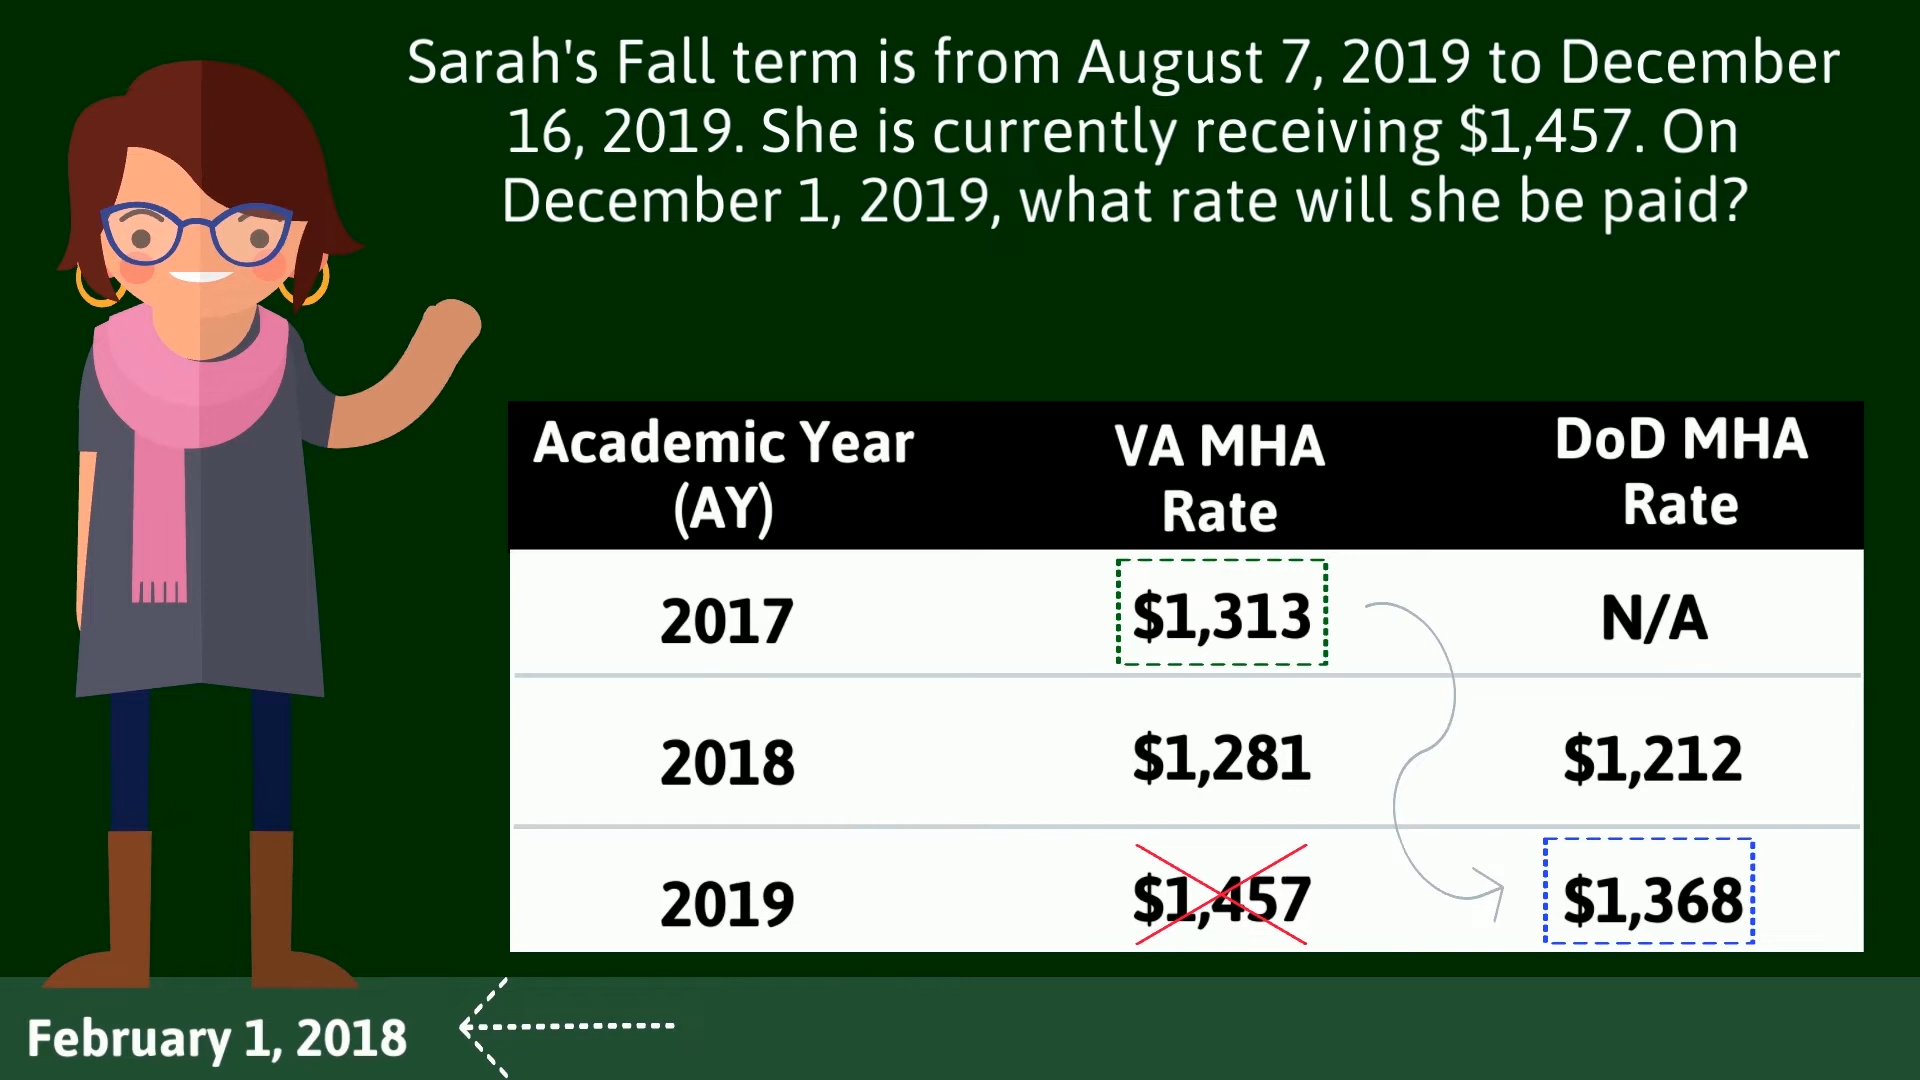 Sarah's Fall term is from August 7, 2019 to December
16, 2019. She is currently receiving $1,457. On
December 1, 2019, what rate will she be paid?
Academic Year
(AY)
VA MHA
Rate
DoD MHA
Rate
2017
$1,313
N/A
2018
$1,281
$1,212
2019
$1,457
$1,368
February 1, 2018